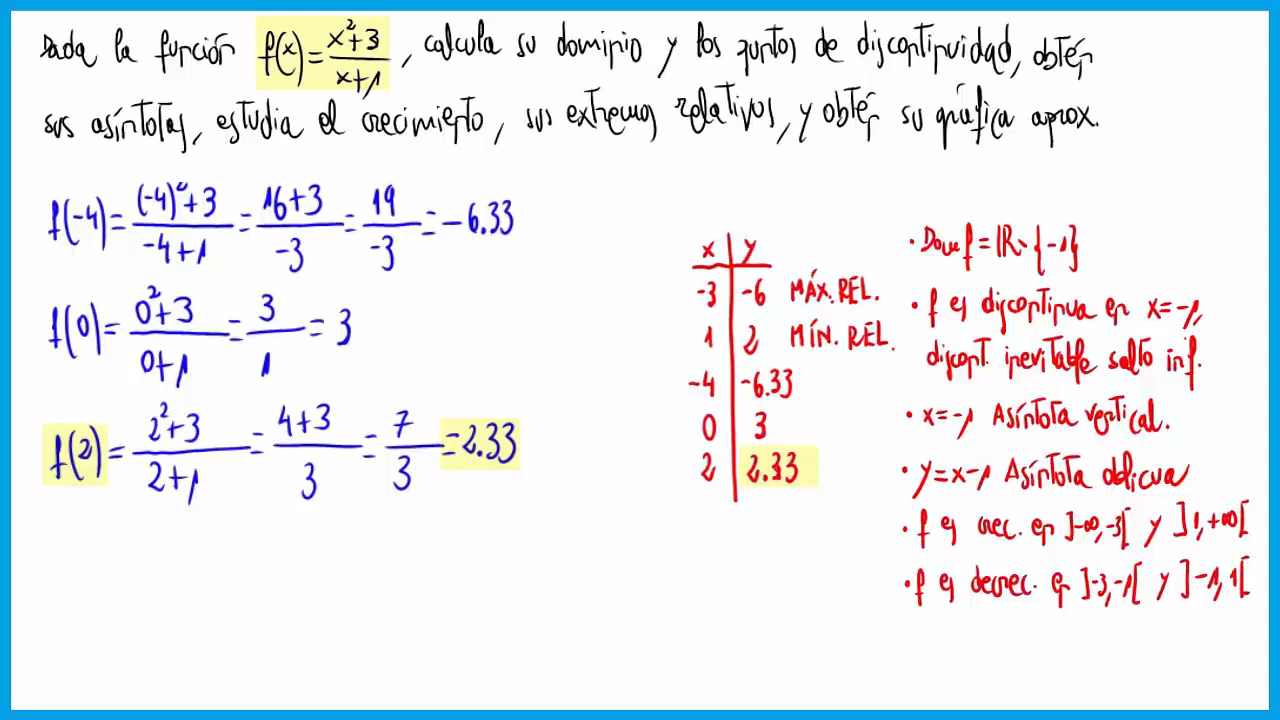 Dada la función f(x)=x²+3/x+1, calcula su dominio y los puntos de discontinuidad, obtén
sus asíntotas, estudia el crecimiento, sus extremos relativos, y obtén su gráfica aprox.
f(-4)=(-4)²+3/-4+1=16+3/-3=19/-3=-6.33
f(0)=0²+3/0+1=3/1=3
f(2)=2²+3/2+1=4+3/3=7/3=2.33
x y
-3 -6 MÁX. REL.
1 2 MÍN. REL.
-4 -6.33
0 3
2 2.33
• Dom f=ℝ∖{-1}
• f es discontinua en x=-1,
discont. inevitable salto inf.
• x=-1 Asíntota vertical.
• y=x-1 Asíntota oblicua
• f es crec. en ]-∞,-3[ y ]1,+∞[
• f es decrec. en ]-3,-1[ y ]-1,1[